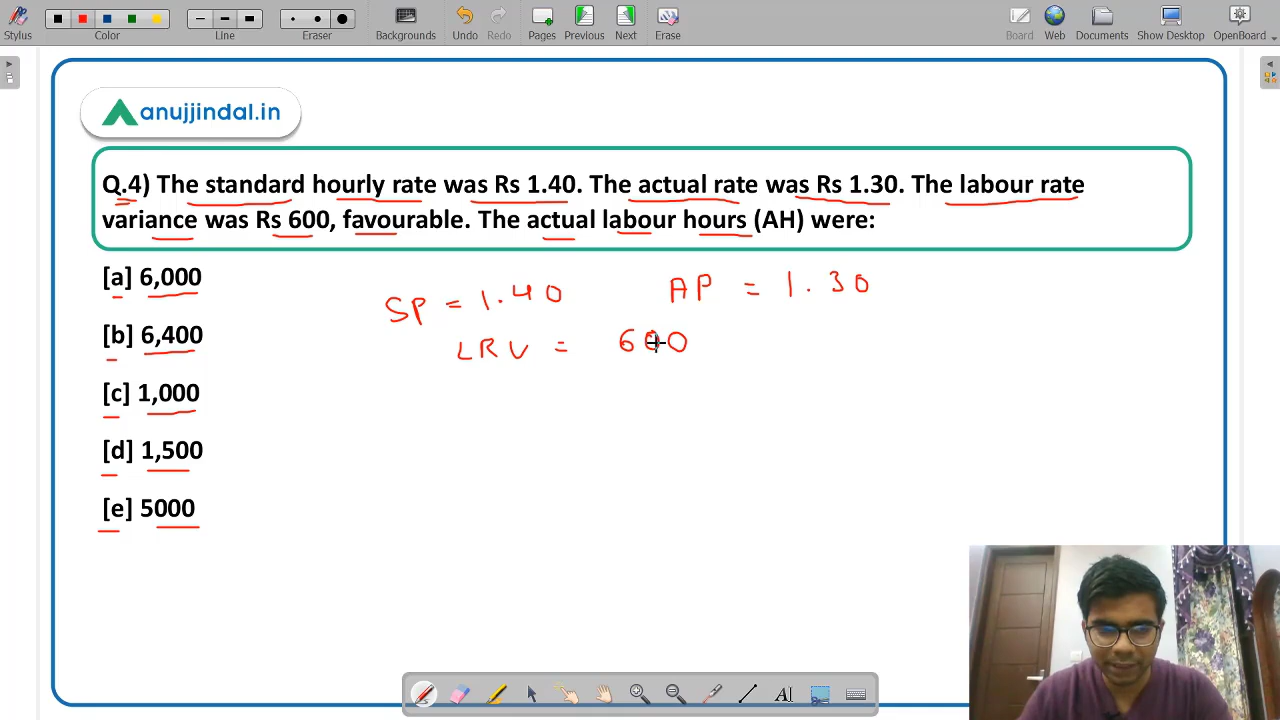 Stylus
Color
Line
Eraser
Backgrounds
Undo
Redo
Pages
Previous
Next
Erase
Board
Web
Documents
Show Desktop
OpenBoard
anujjindal.in
Q.4) The standard hourly rate was Rs 1.40. The actual rate was Rs 1.30. The labour rate
variance was Rs 600, favourable. The actual labour hours (AH) were:
[a] 6,000
[b] 6,400
[c] 1,000
[d] 1,500
[e] 5000
SP = 1.40
AP = 1.30
LRV = 600